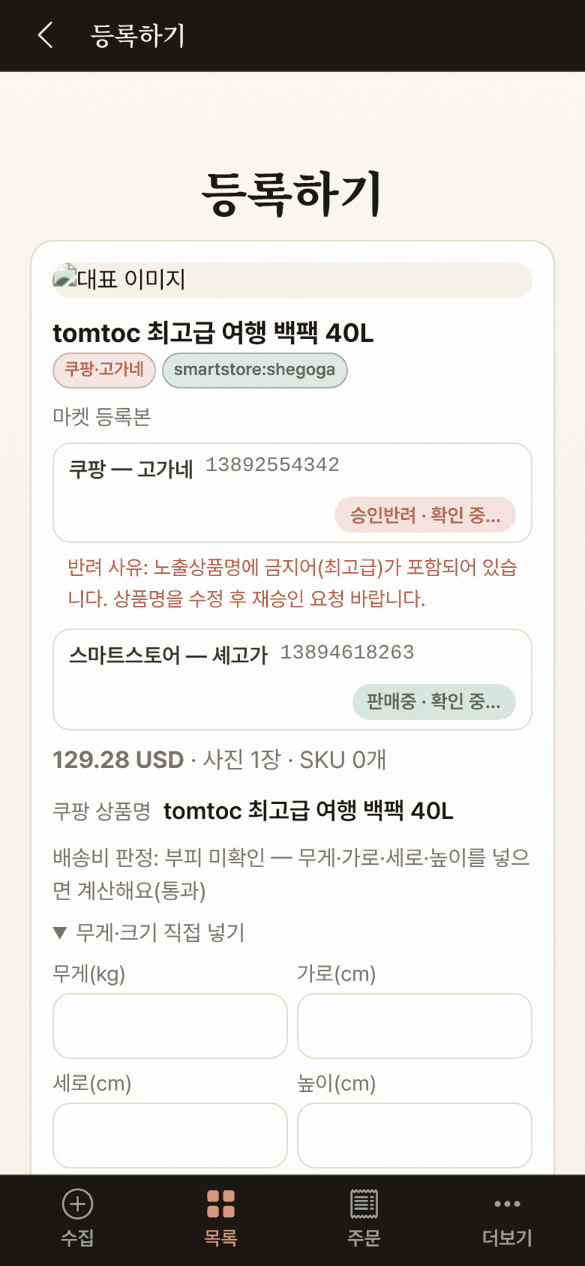 등록하기
등록하기
대표 이미지
tomtoc 최고급 여행 백팩 40L
쿠팡·고가네 smartstore:shegoga
마켓 등록본
쿠팡 — 고가네 13892554342
승인반려 · 확인 중...
반려 사유: 노출상품명에 금지어(최고급)가 포함되어 있습
니다. 상품명을 수정 후 재승인 요청 바랍니다.
스마트스토어 — 셰고가 13894618263
판매중 · 확인 중...
129.28 USD · 사진 1장 · SKU 0개
쿠팡 상품명 tomtoc 최고급 여행 백팩 40L
배송비 판정: 부피 미확인 — 무게·가로·세로·높이를 넣으
면 계산해요(통과)
▼ 무게·크기 직접 넣기
무게(kg) 가로(cm)
세로(cm) 높이(cm)
수집 목록 주문 더보기